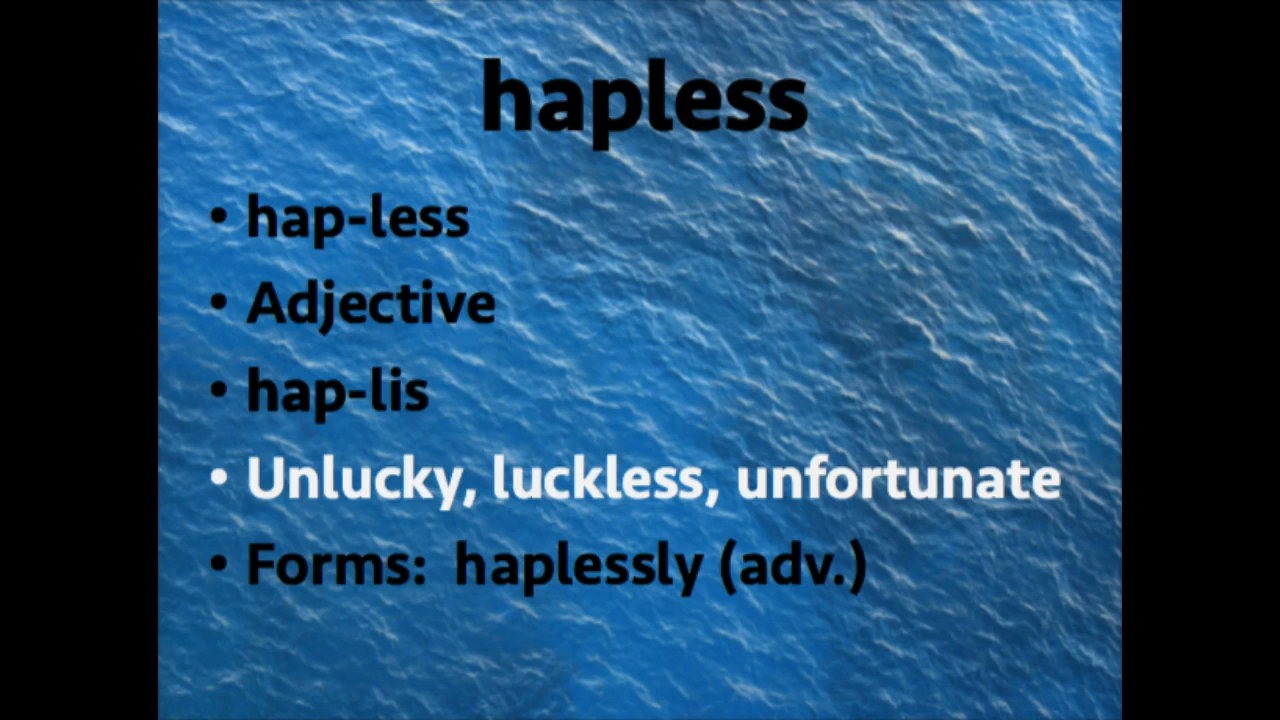 hapless
• hap-less
• Adjective
• hap-lis
• Unlucky, luckless, unfortunate
• Forms:  haplessly (adv.)